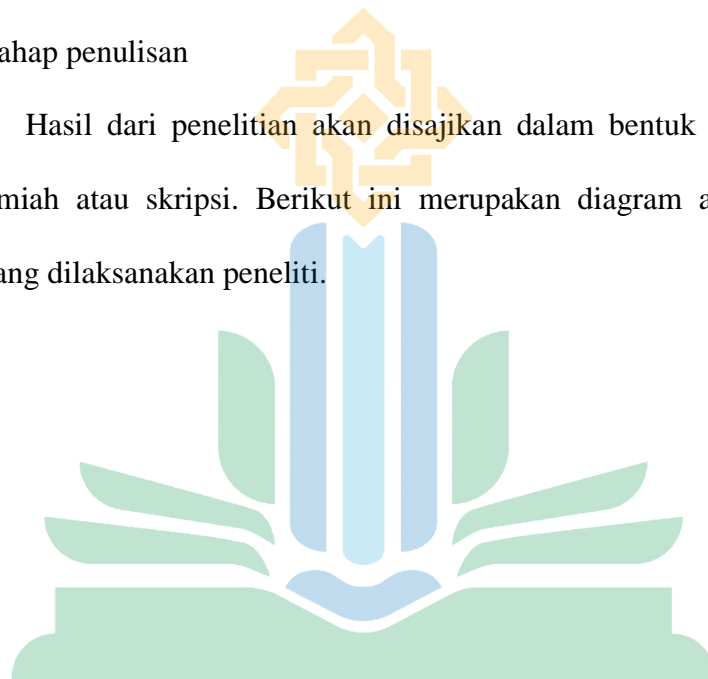 ahap penulisan
Hasil dari penelitian akan disajikan dalam bentuk
miah atau skripsi. Berikut ini merupakan diagram a
ang dilaksanakan peneliti.